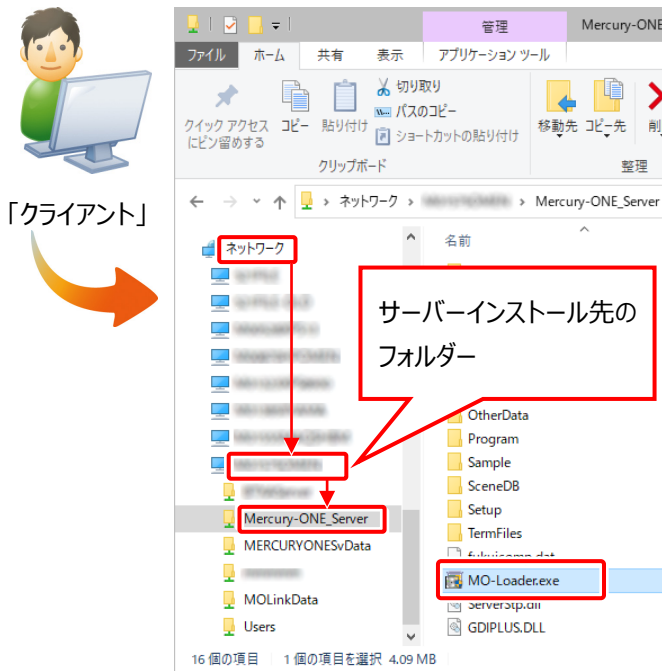 管理
Mercury-ONE
ファイル
ホーム
共有
表示
アプリケーション ツール
クイック アクセス
にピン留めする
コピー
貼り付け
切り取り
パスのコピー
ショートカットの貼り付け
移動先
コピー先
クリップボード
整理
「クライアント」
ネットワーク
Mercury-ONE_Server
ネットワーク
名前
サーバーインストール先の
フォルダー
OtherData
Program
Sample
SceneDB
Setup
TermFiles
MO-Loader.exe
ServerStp.dll
GDIPLUS.DLL
Mercury-ONE_Server
MERCURYONESvData
MOLinkData
Users
16 個の項目
1 個の項目を選択 4.09 MB